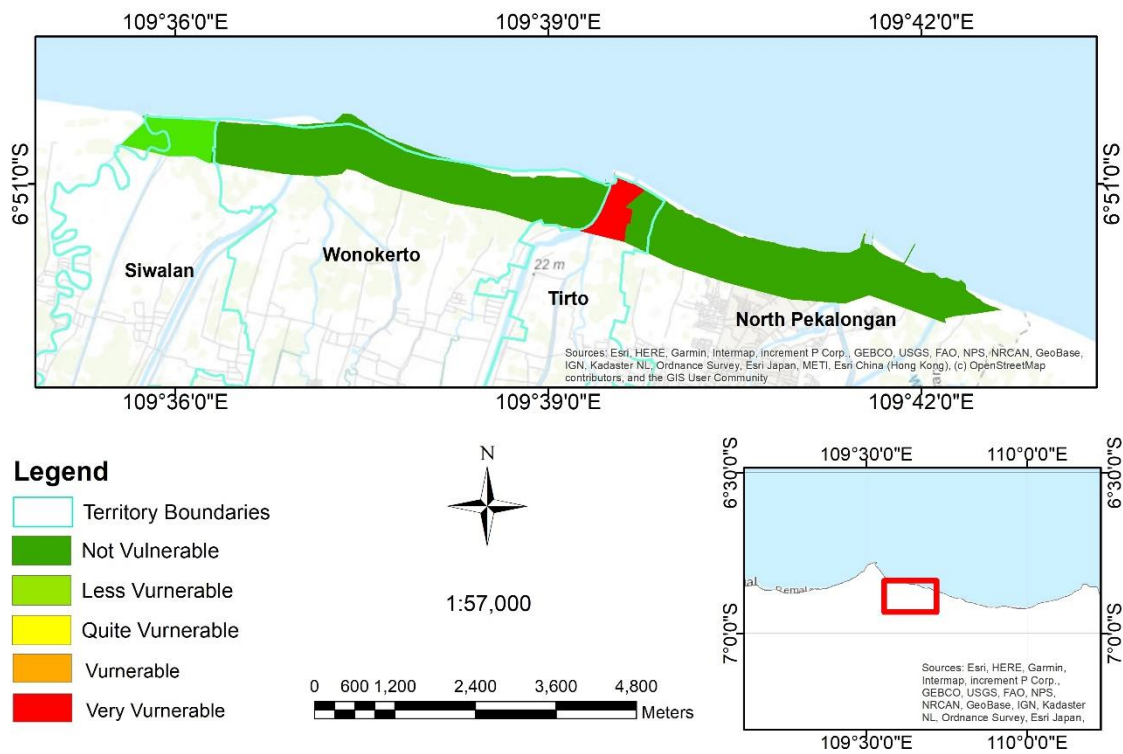 109°36'0"E 109°39'0"E 109°42'0"E
6°51'0"S 6°51'0"S
Siwalan
Wonokerto
22 m
Tirto
North Pekalongan
Sources: Esri, HERE, Garmin, Intermap, increment P Corp., GEBCO, USGS, FAO, NPS, NRCAN, GeoBase,
IGN, Kadaster NL, Ordnance Survey, Esri Japan, METI, Esri China (Hong Kong), (c) OpenStreetMap
contributors, and the GIS User Community
109°36'0"E 109°39'0"E 109°42'0"E
Legend
Territory Boundaries
Not Vulnerable
Less Vurnerable
Quite Vurnerable
Vurnerable
Very Vurnerable
N
1:57,000
0 600 1,200 2,400 3,600 4,800
Meters
109°30'0"E 110°0'0"E
6°30'0"S 6°30'0"S
7°0'0"S 7°0'0"S
Sources: Esri, HERE, Garmin,
Intermap, increment P Corp.,
GEBCO, USGS, FAO, NPS,
NRCAN, GeoBase, IGN, Kadaster
NL, Ordnance Survey, Esri Japan,
109°30'0"E 110°0'0"E